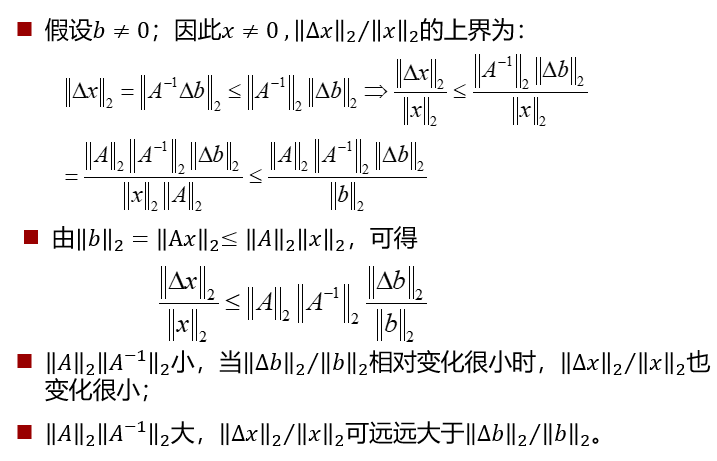 ■ 假设b ≠ 0；因此x ≠ 0 ,‖Δx‖₂/‖x‖₂的上界为：
‖Δx‖₂ = ‖A⁻¹Δb‖₂ ≤ ‖A⁻¹‖₂ ‖Δb‖₂ ⇒ ‖Δx‖₂ / ‖x‖₂ ≤ ‖A⁻¹‖₂ ‖Δb‖₂ / ‖x‖₂
= ‖A‖₂ ‖A⁻¹‖₂ ‖Δb‖₂ / ‖x‖₂ ‖A‖₂ ≤ ‖A‖₂ ‖A⁻¹‖₂ ‖Δb‖₂ / ‖b‖₂
■ 由‖b‖₂ = ‖Ax‖₂≤ ‖A‖₂‖x‖₂，可得
‖Δx‖₂ / ‖x‖₂ ≤ ‖A‖₂ ‖A⁻¹‖₂ ‖Δb‖₂ / ‖b‖₂
■ ‖A‖₂‖A⁻¹‖₂小，当‖Δb‖₂/‖b‖₂相对变化很小时，‖Δx‖₂/‖x‖₂也
变化很小；
■ ‖A‖₂‖A⁻¹‖₂大，‖Δx‖₂/‖x‖₂可远远大于‖Δb‖₂/‖b‖₂。